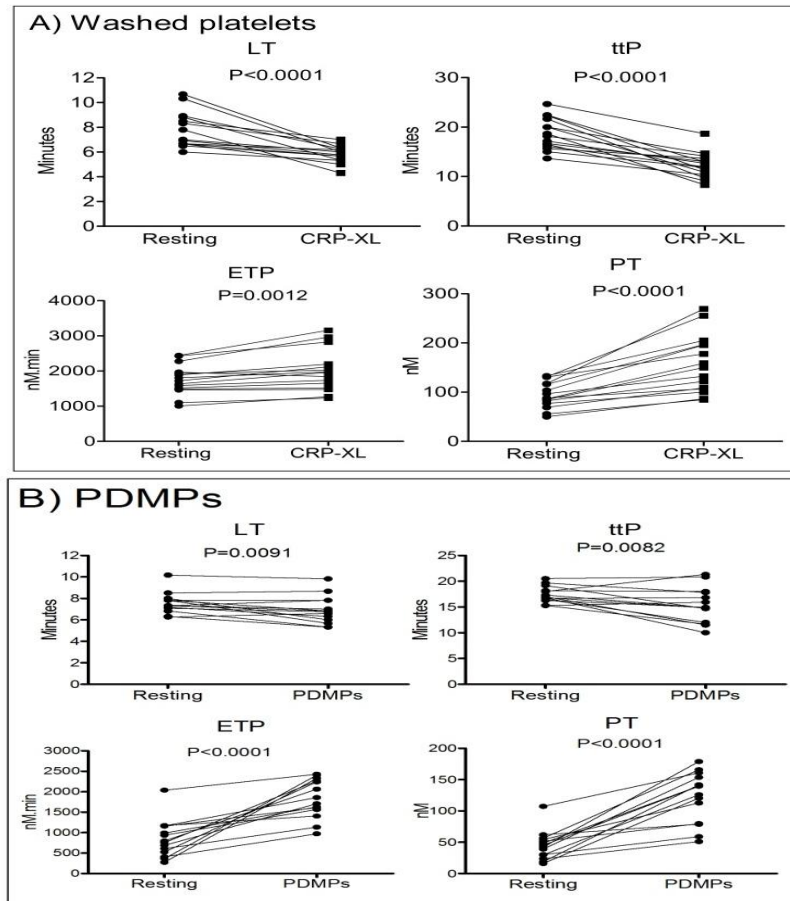 A) Washed platelets
LT
P<0.0001
Minutes
12
10
8
6
4
2
0
Resting
CRP-XL
ttP
P<0.0001
Minutes
30
20
10
0
Resting
CRP-XL
ETP
P=0.0012
nM.min
4000
3000
2000
1000
0
Resting
CRP-XL
PT
P<0.0001
nM
300
200
100
0
Resting
CRP-XL
B) PDMPs
LT
P=0.0091
Minutes
12
10
8
6
4
2
0
Resting
PDMPs
ttP
P=0.0082
Minutes
25
20
15
10
5
0
Resting
PDMPs
ETP
P<0.0001
nM.min
3000
2500
2000
1500
1000
500
0
Resting
PDMPs
PT
P<0.0001
nM
200
150
100
50
0
Resting
PDMPs